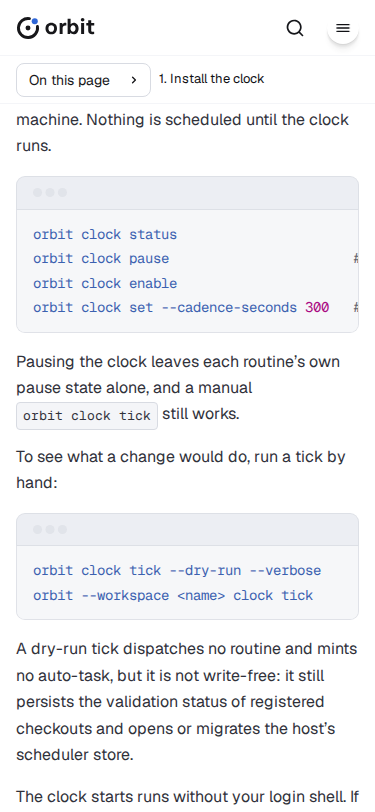 orbit
On this page
1. Install the clock
machine. Nothing is scheduled until the clock
runs.
orbit clock status
orbit clock pause #
orbit clock enable
orbit clock set --cadence-seconds 300 #
Pausing the clock leaves each routine’s own
pause state alone, and a manual
orbit clock tick still works.
To see what a change would do, run a tick by
hand:
orbit clock tick --dry-run --verbose
orbit --workspace <name> clock tick
A dry-run tick dispatches no routine and mints
no auto-task, but it is not write-free: it still
persists the validation status of registered
checkouts and opens or migrates the host’s
scheduler store.
The clock starts runs without your login shell. If